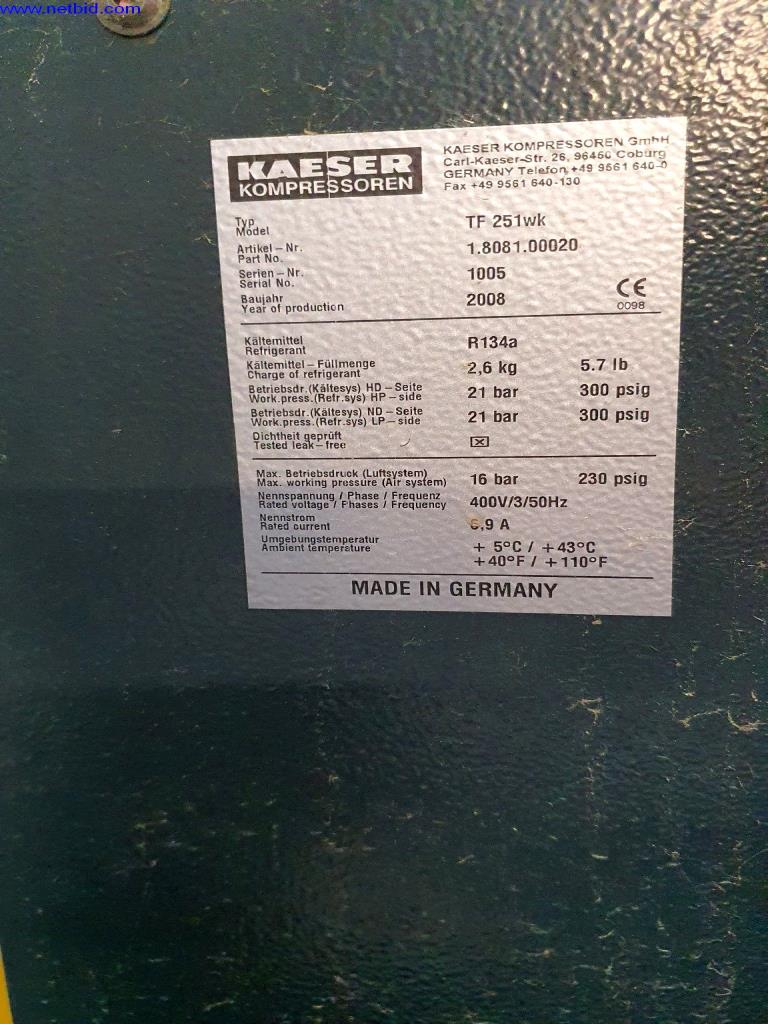 www.netbid.com
KAESER
KOMPRESSOREN
KAESER KOMPRESSOREN GmbH
Carl-Kaeser-Str. 26, 96450 Coburg
GERMANY Telefon +49 9561 640-0
Fax +49 9561 640-130
Typ
Model
TF 251wk
Artikel-Nr.
Part No.
1.8081.00020
Serien-Nr.
Serial No.
1005
Baujahr
Year of production
2008
CE
0098
Kältemittel
Refrigerant
R134a
Kältemittel-Füllmenge
Charge of refrigerant
2,6 kg 5.7 lb
Betriebsdr.(Kältesys) HD-Seite
Work.press.(Refr.sys) HP-side
21 bar 300 psig
Betriebsdr.(Kältesys) ND-Seite
Work.press.(Refr.sys) LP-side
21 bar 300 psig
Dichtheit geprüft
Tested leak-free
☒
Max. Betriebsdruck (Luftsystem)
Max. working pressure (Air system)
16 bar 230 psig
Nennspannung / Phase / Frequenz
Rated voltage / Phases / Frequency
400V/3/50Hz
Nennstrom
Rated current
A
Umgebungstemperatur
Ambient temperature
+ 5°C / +43°C
+40°F / +110°F
MADE IN GERMANY